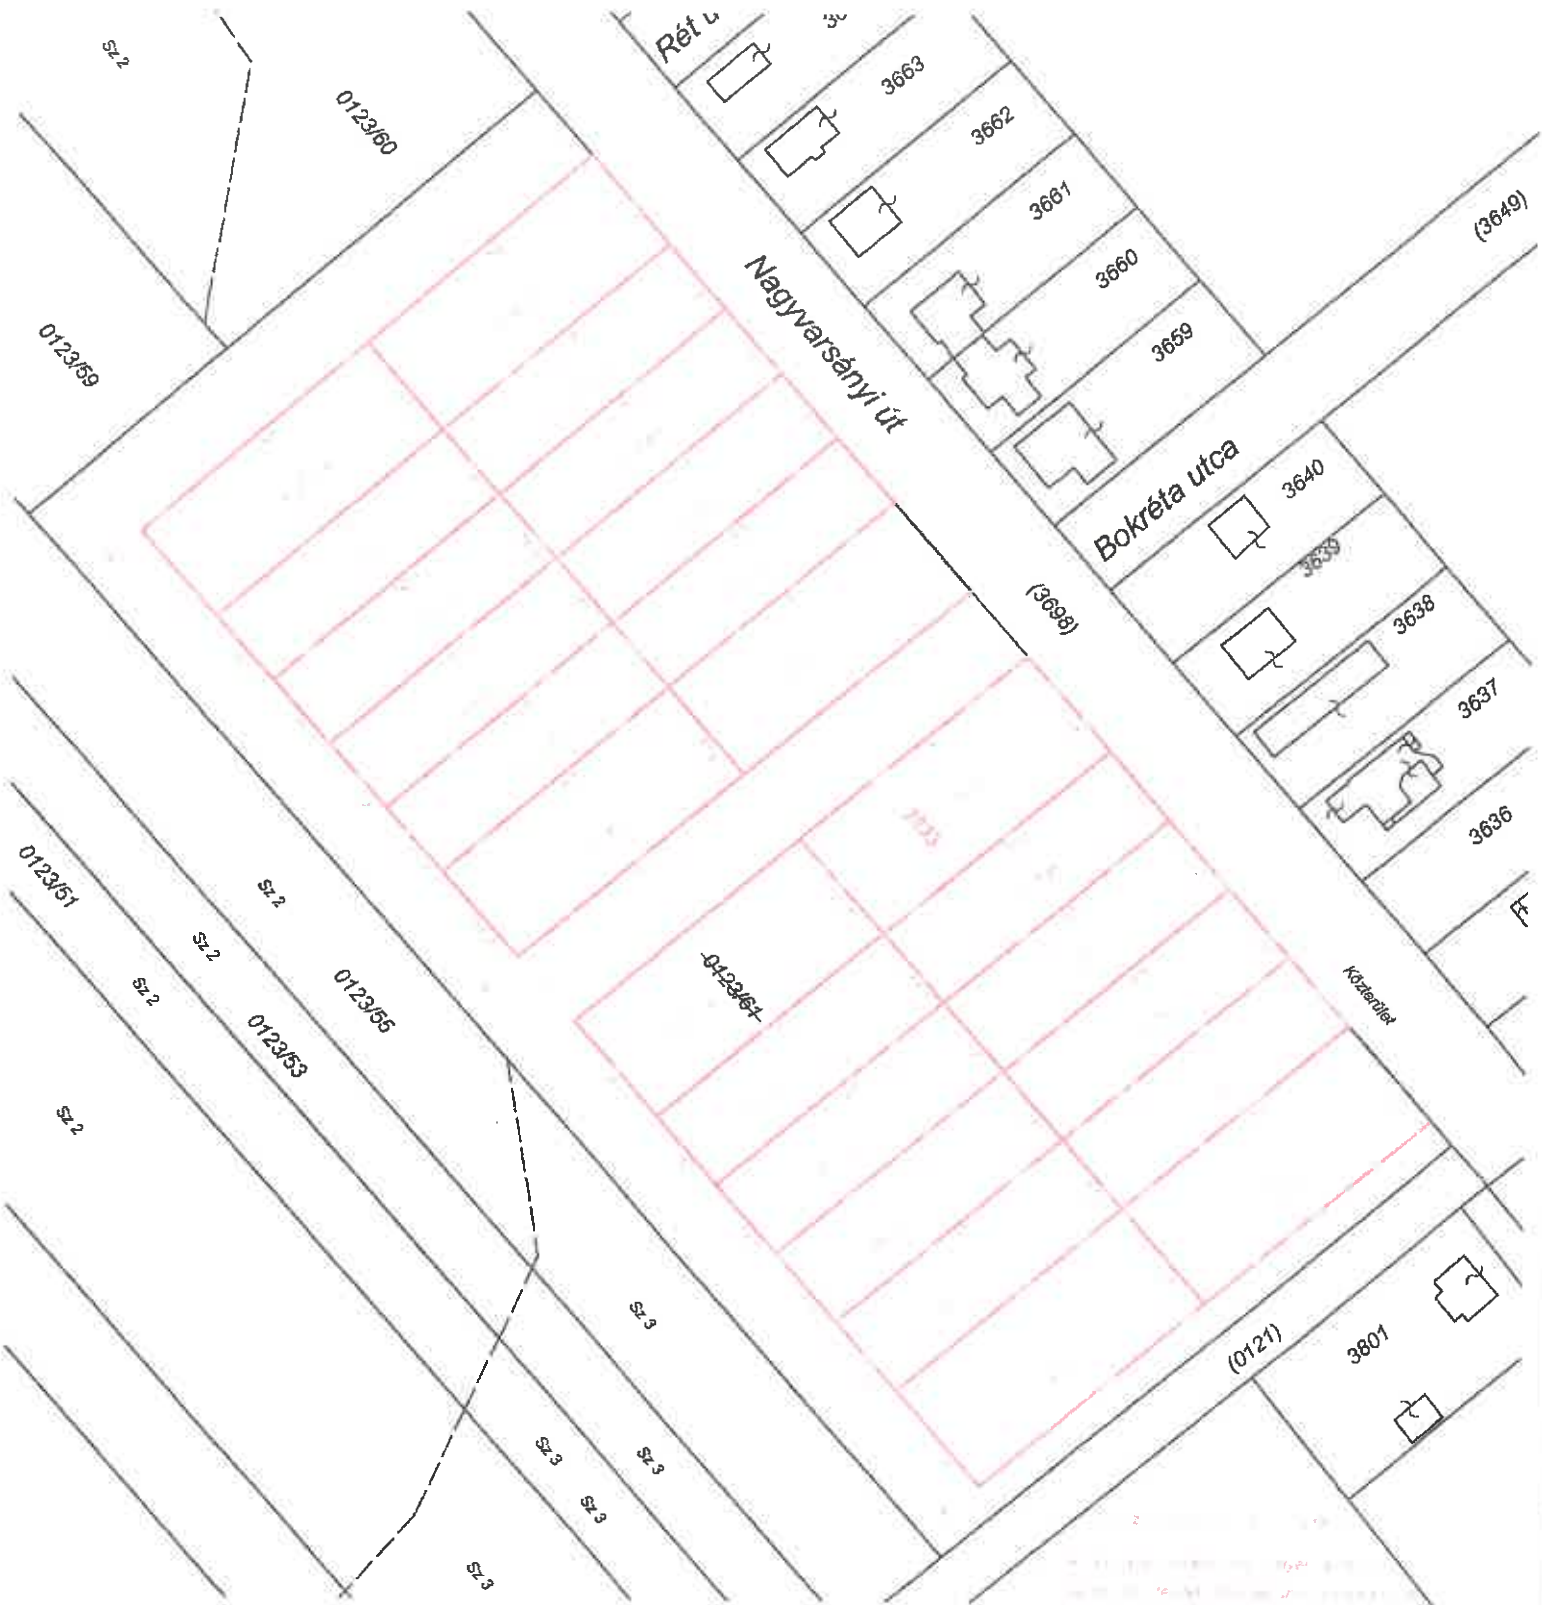 Sz 2
0123/60
Rét u
3663
3662
3661
3660
3659
(3649)
0123/59
Nagyvarsányi út
Bokréta utca
3640
3639
3638
3637
3636
(3698)
0123/51
Sz 2
Sz 2
Sz 2
0123/55
0123/53
Sz 2
0123/61
Közterület
Sz 3
(0121)
3801
Sz 3
Sz 3
Sz 3
Sz 3